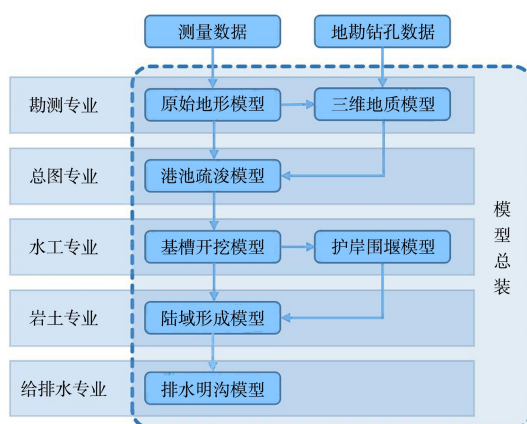 测量数据
地勘钻孔数据
勘测专业
原始地形模型
三维地质模型
总图专业
港池疏浚模型
水工专业
基槽开挖模型
护岸围堰模型
岩土专业
陆域形成模型
给排水专业
排水明沟模型
模型总装